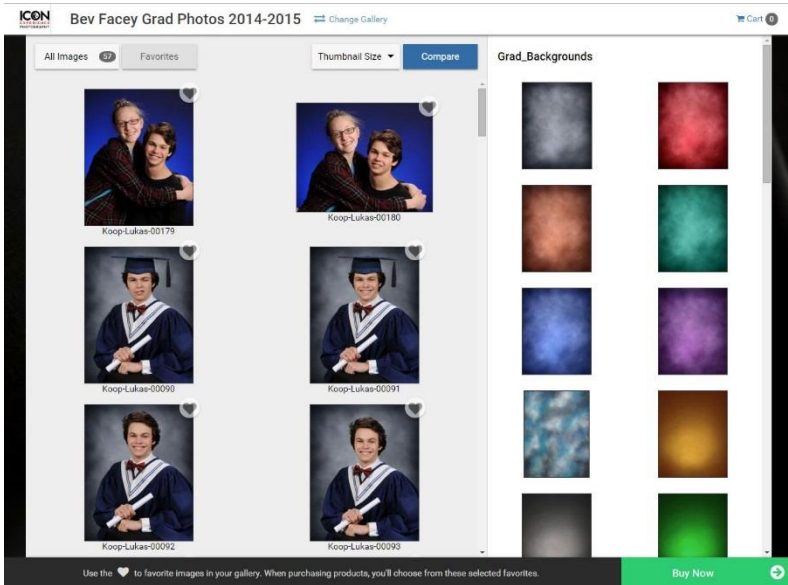 ICON
EXPERIENCE
PHOTOGRAPHY
Bev Facey Grad Photos 2014-2015
Change Gallery
Cart 0
All Images 57
Favorites
Thumbnail Size
Compare
Grad_Backgrounds
Koop-Lukas-00179
Koop-Lukas-00180
Koop-Lukas-00090
Koop-Lukas-00091
Koop-Lukas-00092
Koop-Lukas-00093
Use the to favorite images in your gallery. When purchasing products, you'll choose from these selected favorites.
Buy Now